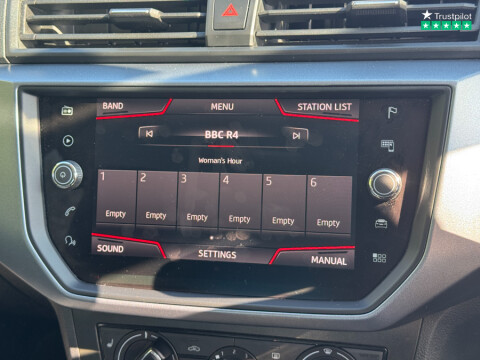 Trustpilot
BAND MENU STATION LIST
BBC R4
Woman's Hour
1 2 3 4 5 6
Empty Empty Empty Empty Empty Empty
SOUND SETTINGS MANUAL